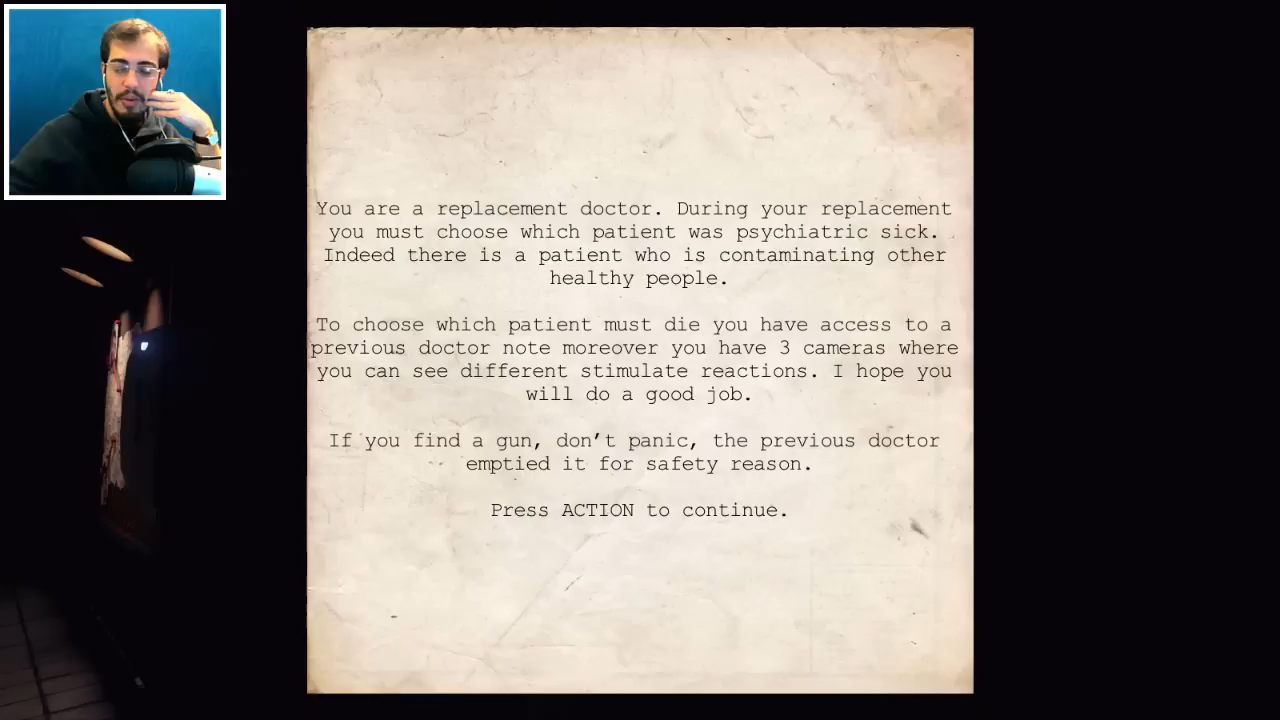 You are a replacement doctor. During your replacement
you must choose which patient was psychiatric sick.
Indeed there is a patient who is contaminating other
healthy people.
To choose which patient must die you have access to a
previous doctor note moreover you have 3 cameras where
you can see different stimulate reactions. I hope you
will do a good job.
If you find a gun, don’t panic, the previous doctor
emptied it for safety reason.
Press ACTION to continue.